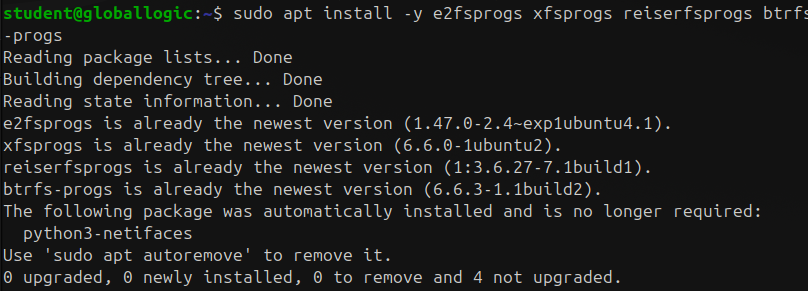 student@globallogic:~$ sudo apt install -y e2fsprogs xfsprogs reiserfsprogs btrfs
-progs
Reading package lists... Done
Building dependency tree... Done
Reading state information... Done
e2fsprogs is already the newest version (1.47.0-2.4~exp1ubuntu4.1).
xfsprogs is already the newest version (6.6.0-1ubuntu2).
reiserfsprogs is already the newest version (1:3.6.27-7.1build1).
btrfs-progs is already the newest version (6.6.3-1.1build2).
The following package was automatically installed and is no longer required:
  python3-netifaces
Use 'sudo apt autoremove' to remove it.
0 upgraded, 0 newly installed, 0 to remove and 4 not upgraded.